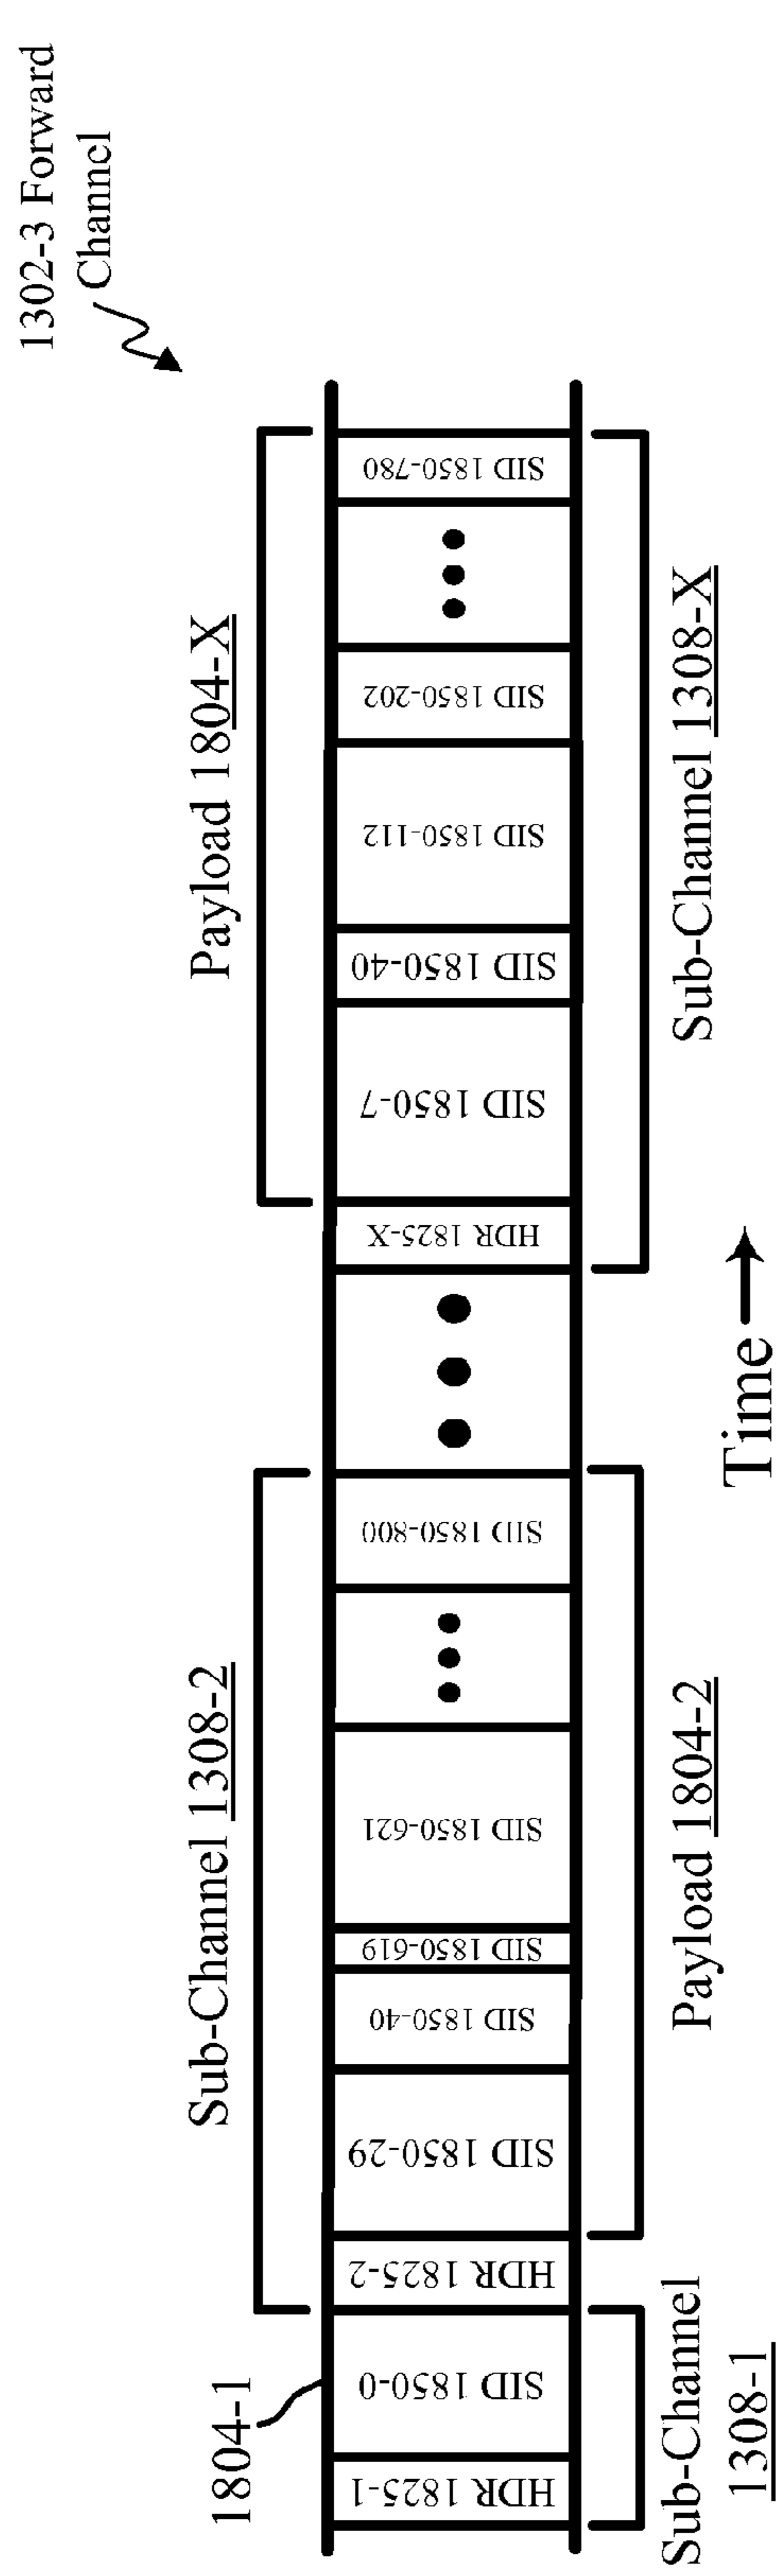 1302-3 Forward
Channel
Sub-Channel 1308-2
Payload 1804-X
1804-1
HDR 1825-1
SID 1850-0
HDR 1825-2
SID 1850-29
SID 1850-40
SID 1850-619
SID 1850-621
SID 1850-800
HDR 1825-X
SID 1850-7
SID 1850-40
SID 1850-112
SID 1850-202
SID 1850-780
Sub-Channel
1308-1
Payload 1804-2
Sub-Channel 1308-X
Time